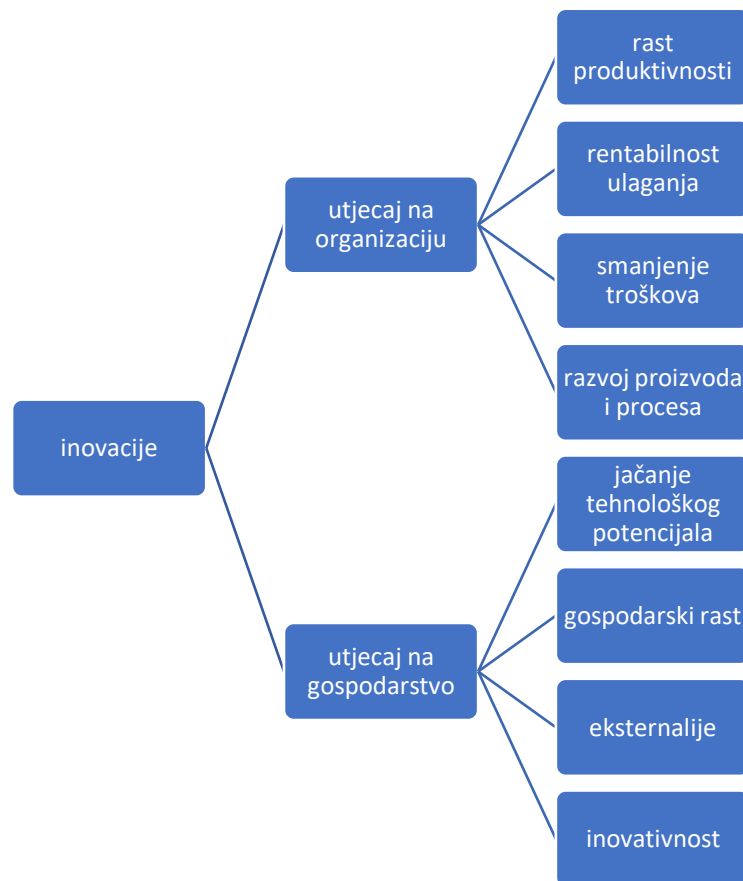 inovacije
utjecaj na
organizaciju
rast
produktivnosti
rentabilnost
ulaganja
smanjenje
troškova
razvoj proizvoda
i procesa
utjecaj na
gospodarstvo
jačanje
tehnološkog
potencijala
gospodarski rast
eksternalije
inovativnost